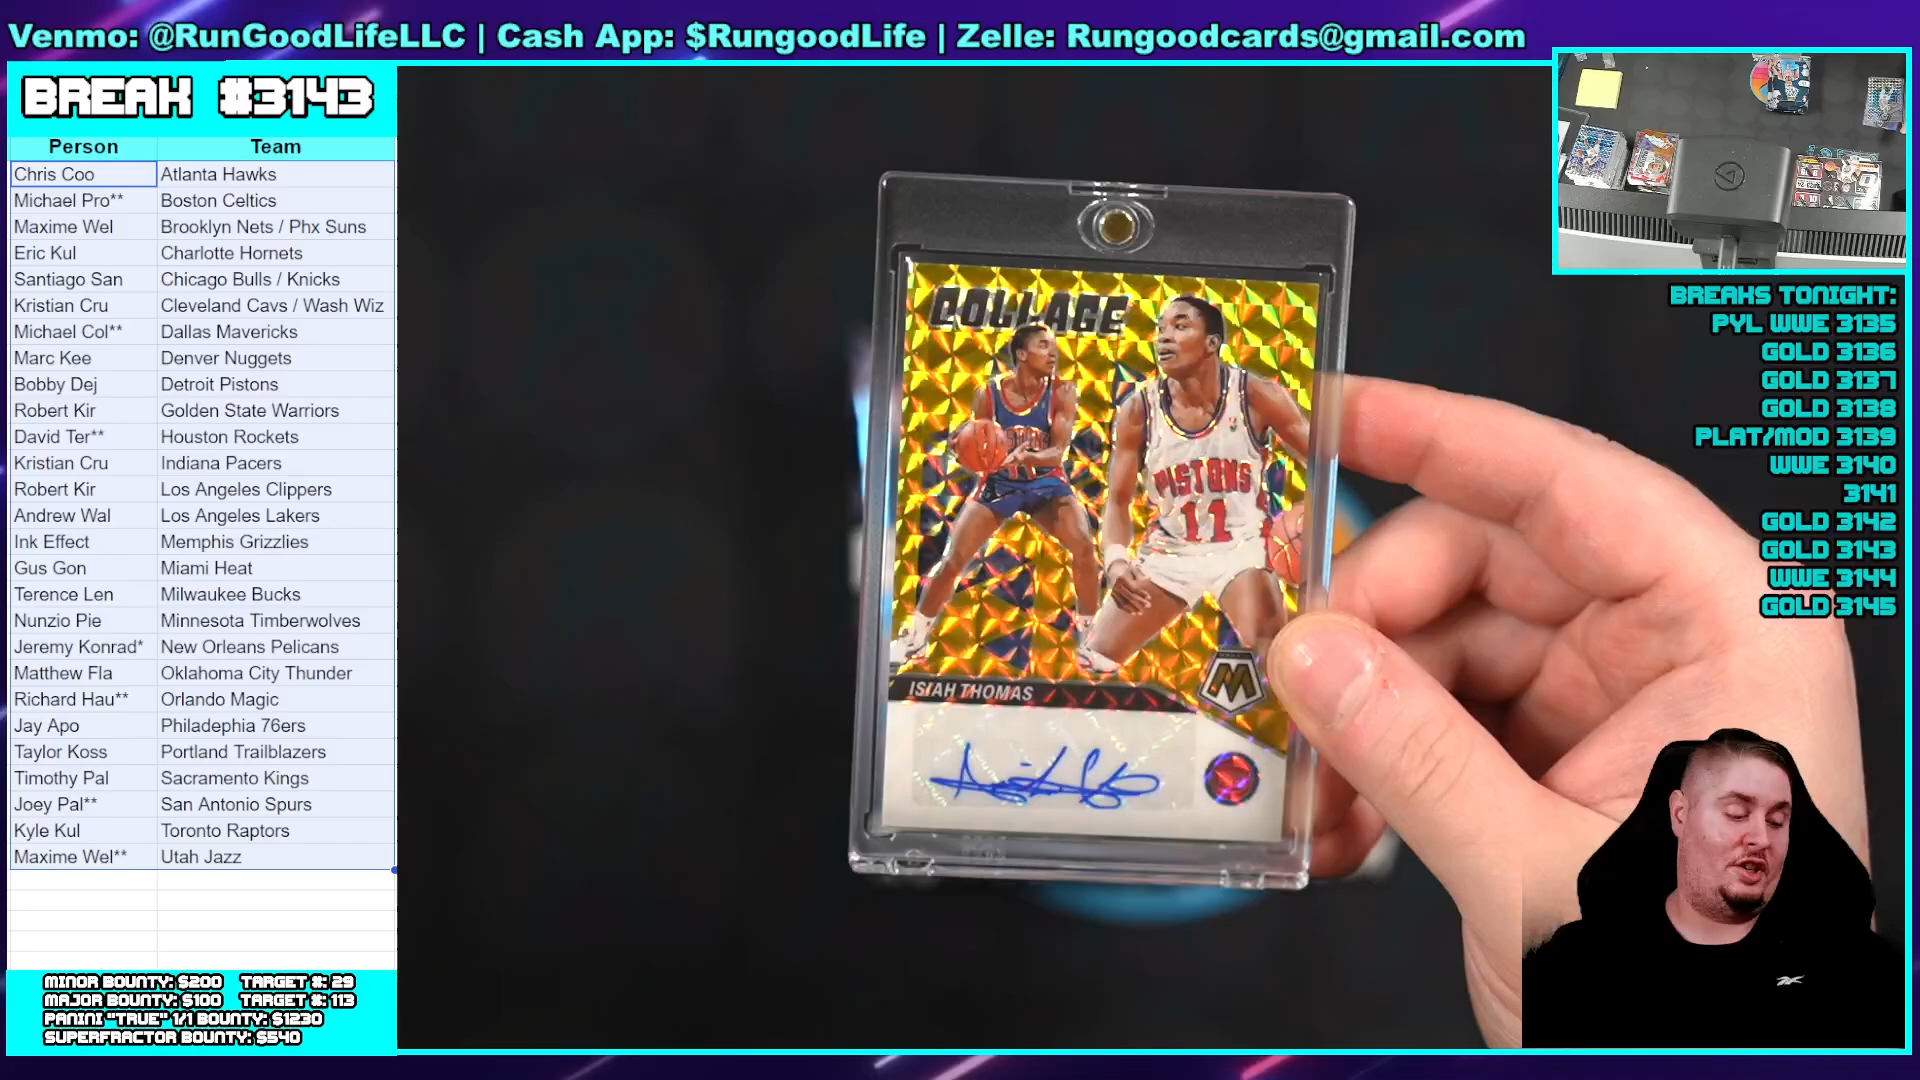 Venmo: @RunGoodLifeLLC | Cash App: $RungoodLife | Zelle: Rungoodcards@gmail.com
BREAK #3143
Person Team
Chris Coo Atlanta Hawks
Michael Pro** Boston Celtics
Maxime Wel Brooklyn Nets / Phx Suns
Eric Kul Charlotte Hornets
Santiago San Chicago Bulls / Knicks
Kristian Cru Cleveland Cavs / Wash Wiz
Michael Col** Dallas Mavericks
Marc Kee Denver Nuggets
Bobby Dej Detroit Pistons
Robert Kir Golden State Warriors
David Ter** Houston Rockets
Kristian Cru Indiana Pacers
Robert Kir Los Angeles Clippers
Andrew Wal Los Angeles Lakers
Ink Effect Memphis Grizzlies
Gus Gon Miami Heat
Terence Len Milwaukee Bucks
Nunzio Pie Minnesota Timberwolves
Jeremy Konrad* New Orleans Pelicans
Matthew Fla Oklahoma City Thunder
Richard Hau** Orlando Magic
Jay Apo Philadephia 76ers
Taylor Koss Portland Trailblazers
Timothy Pal Sacramento Kings
Joey Pal** San Antonio Spurs
Kyle Kul Toronto Raptors
Maxime Wel** Utah Jazz
MINOR BOUNTY: $200 TARGET #: 29
MAJOR BOUNTY: $100 TARGET #: 113
PANINI "TRUE" 1/1 BOUNTY: $1230
SUPERFRACTOR BOUNTY: $540
COLLAGE
PISTONS
11
ISIAH THOMAS
BREAKS TONIGHT:
PYL WWE 3135
GOLD 3136
GOLD 3137
GOLD 3138
PLAT/MOD 3139
WWE 3140
3141
GOLD 3142
GOLD 3143
WWE 3144
GOLD 3145